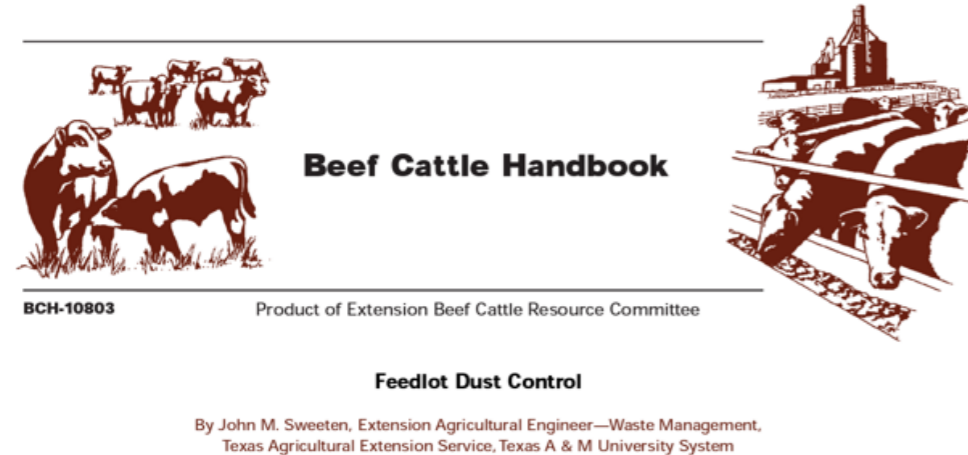 Beef Cattle Handbook
BCH-10803 Product of Extension Beef Cattle Resource Committee
Feedlot Dust Control
By John M. Sweeten, Extension Agricultural Engineer—Waste Management,
Texas Agricultural Extension Service, Texas A & M University System